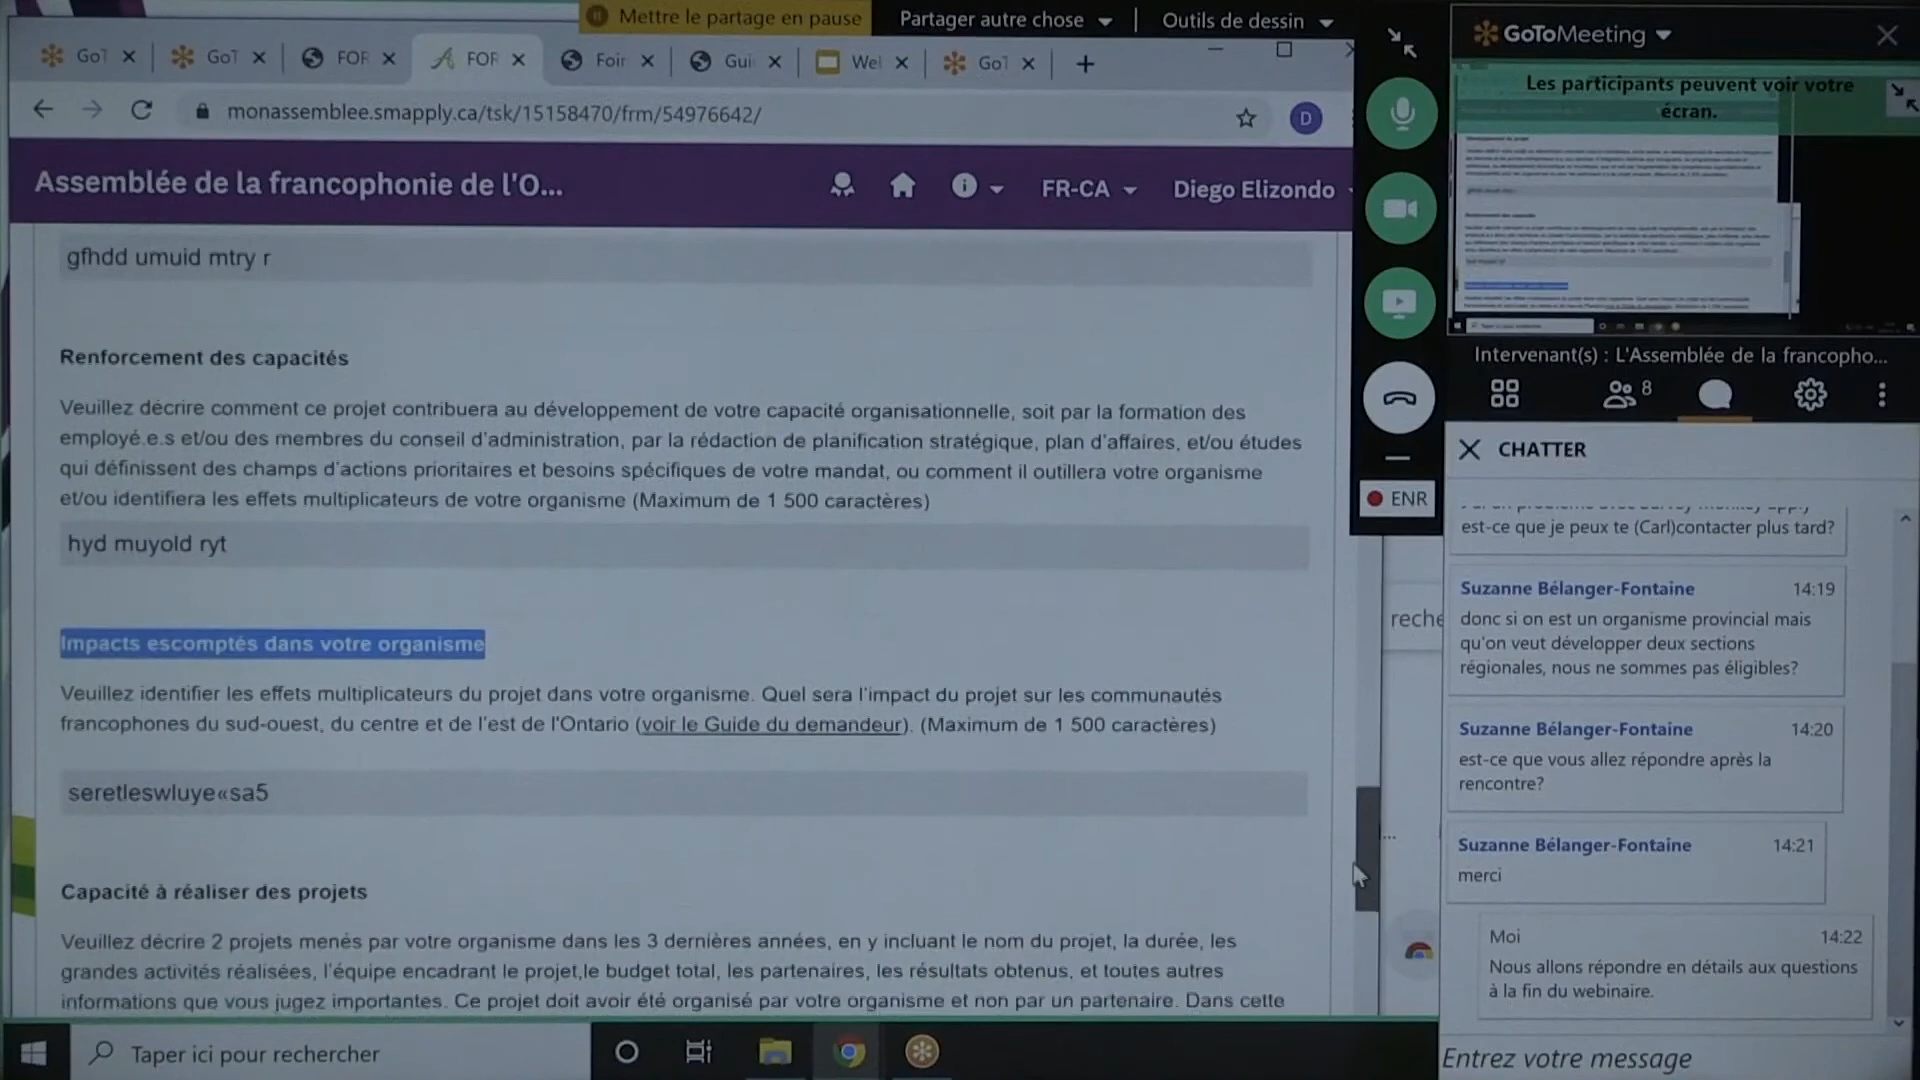 Mettre le partage en pause
Partager autre chose
Outils de dessin
GoT
GoT
FOR
FOR
Foir
Gui
We
GoT
monassemblee.smapply.ca/tsk/15158470/frm/54976642/
D
Assemblée de la francophonie de l'O...
FR-CA
Diego Elizondo
gfhdd umuid mtry r
Renforcement des capacités
Veuillez décrire comment ce projet contribuera au développement de votre capacité organisationnelle, soit par la formation des
employé.e.s et/ou des membres du conseil d'administration, par la rédaction de planification stratégique, plan d'affaires, et/ou études
qui définissent des champs d'actions prioritaires et besoins spécifiques de votre mandat, ou comment il outillera votre organisme
et/ou identifiera les effets multiplicateurs de votre organisme (Maximum de 1 500 caractères)
hyd muyold ryt
Impacts escomptés dans votre organisme
Veuillez identifier les effets multiplicateurs du projet dans votre organisme. Quel sera l'impact du projet sur les communautés
francophones du sud-ouest, du centre et de l'est de l'Ontario (voir le Guide du demandeur). (Maximum de 1 500 caractères)
seretleswluye«sa5
Capacité à réaliser des projets
Veuillez décrire 2 projets menés par votre organisme dans les 3 dernières années, en y incluant le nom du projet, la durée, les
grandes activités réalisées, l'équipe encadrant le projet,le budget total, les partenaires, les résultats obtenus, et toutes autres
informations que vous jugez importantes. Ce projet doit avoir été organisé par votre organisme et non par un partenaire. Dans cette
Taper ici pour rechercher
ENR
reche
...
GoToMeeting
Les participants peuvent voir votre
écran.
Intervenant(s) : L'Assemblée de la francopho...
8
CHATTER
est-ce que je peux te (Carl)contacter plus tard?
Suzanne Bélanger-Fontaine 14:19
donc si on est un organisme provincial mais
qu'on veut développer deux sections
régionales, nous ne sommes pas éligibles?
Suzanne Bélanger-Fontaine 14:20
est-ce que vous allez répondre après la
rencontre?
Suzanne Bélanger-Fontaine 14:21
merci
Moi 14:22
Nous allons répondre en détails aux questions
à la fin du webinaire.
Entrez votre message